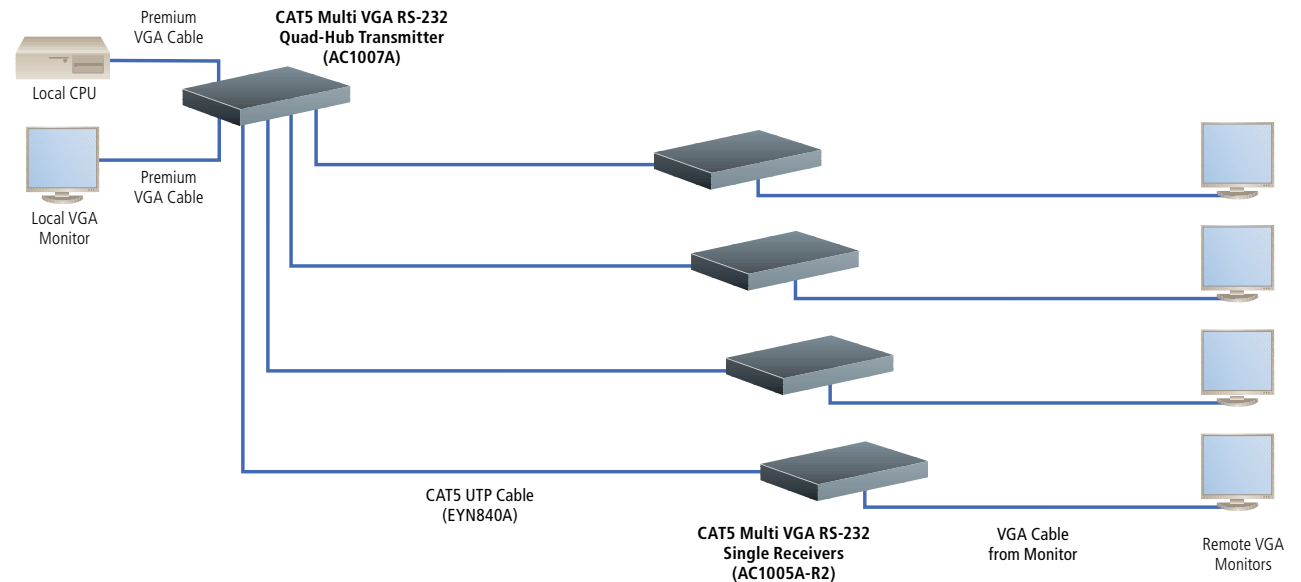 Premium
VGA Cable
CAT5 Multi VGA RS-232
Quad-Hub Transmitter
(AC1007A)
Local CPU
Premium
VGA Cable
Local VGA
Monitor
CAT5 UTP Cable
(EYN840A)
CAT5 Multi VGA RS-232
Single Receivers
(AC1005A-R2)
VGA Cable
from Monitor
Remote VGA
Monitors